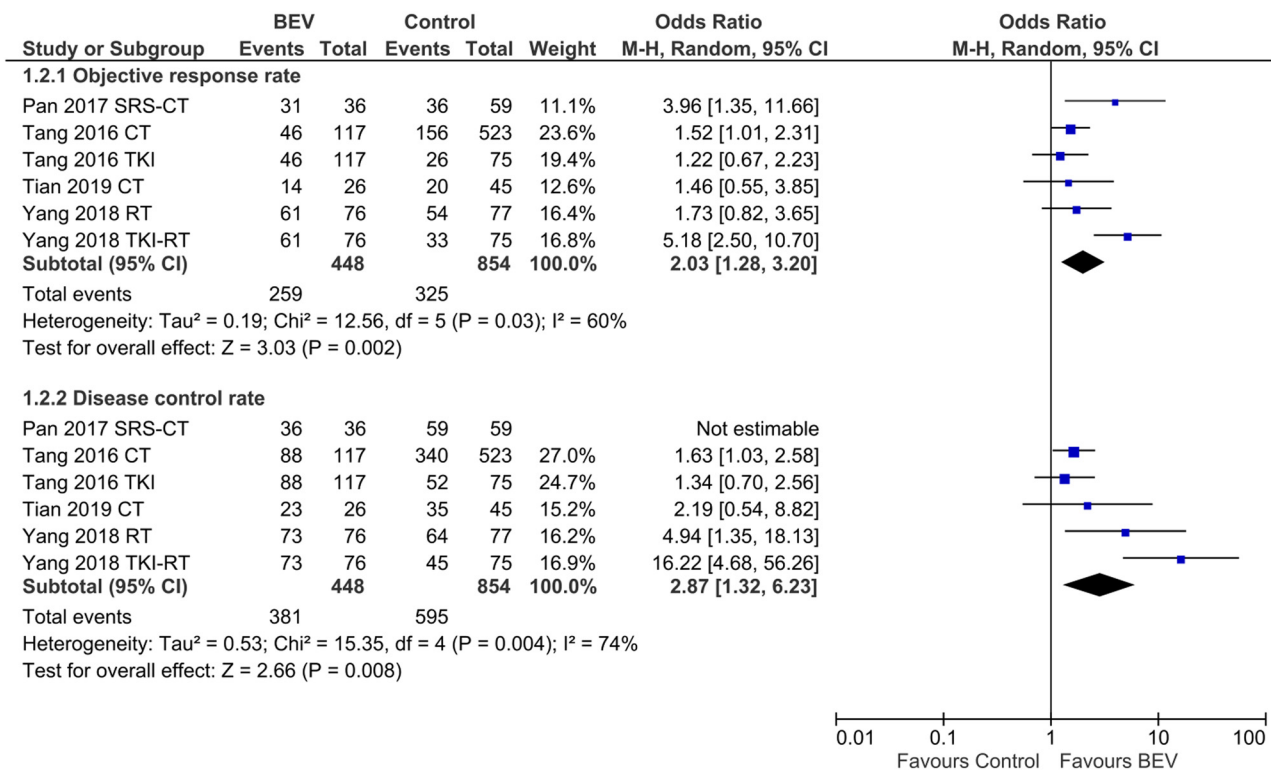 BEV Control Odds Ratio Odds Ratio
Study or Subgroup Events Total Events Total Weight M-H, Random, 95% CI M-H, Random, 95% CI
1.2.1 Objective response rate
Pan 2017 SRS-CT 31 36 36 59 11.1% 3.96 [1.35, 11.66]
Tang 2016 CT 46 117 156 523 23.6% 1.52 [1.01, 2.31]
Tang 2016 TKI 46 117 26 75 19.4% 1.22 [0.67, 2.23]
Tian 2019 CT 14 26 20 45 12.6% 1.46 [0.55, 3.85]
Yang 2018 RT 61 76 54 77 16.4% 1.73 [0.82, 3.65]
Yang 2018 TKI-RT 61 76 33 75 16.8% 5.18 [2.50, 10.70]
Subtotal (95% CI) 448 854 100.0% 2.03 [1.28, 3.20]
Total events 259 325
Heterogeneity: Tau² = 0.19; Chi² = 12.56, df = 5 (P = 0.03); I² = 60%
Test for overall effect: Z = 3.03 (P = 0.002)
1.2.2 Disease control rate
Pan 2017 SRS-CT 36 36 59 59 Not estimable
Tang 2016 CT 88 117 340 523 27.0% 1.63 [1.03, 2.58]
Tang 2016 TKI 88 117 52 75 24.7% 1.34 [0.70, 2.56]
Tian 2019 CT 23 26 35 45 15.2% 2.19 [0.54, 8.82]
Yang 2018 RT 73 76 64 77 16.2% 4.94 [1.35, 18.13]
Yang 2018 TKI-RT 73 76 45 75 16.9% 16.22 [4.68, 56.26]
Subtotal (95% CI) 448 854 100.0% 2.87 [1.32, 6.23]
Total events 381 595
Heterogeneity: Tau² = 0.53; Chi² = 15.35, df = 4 (P = 0.004); I² = 74%
Test for overall effect: Z = 2.66 (P = 0.008)
0.01 0.1 1 10 100
Favours Control Favours BEV